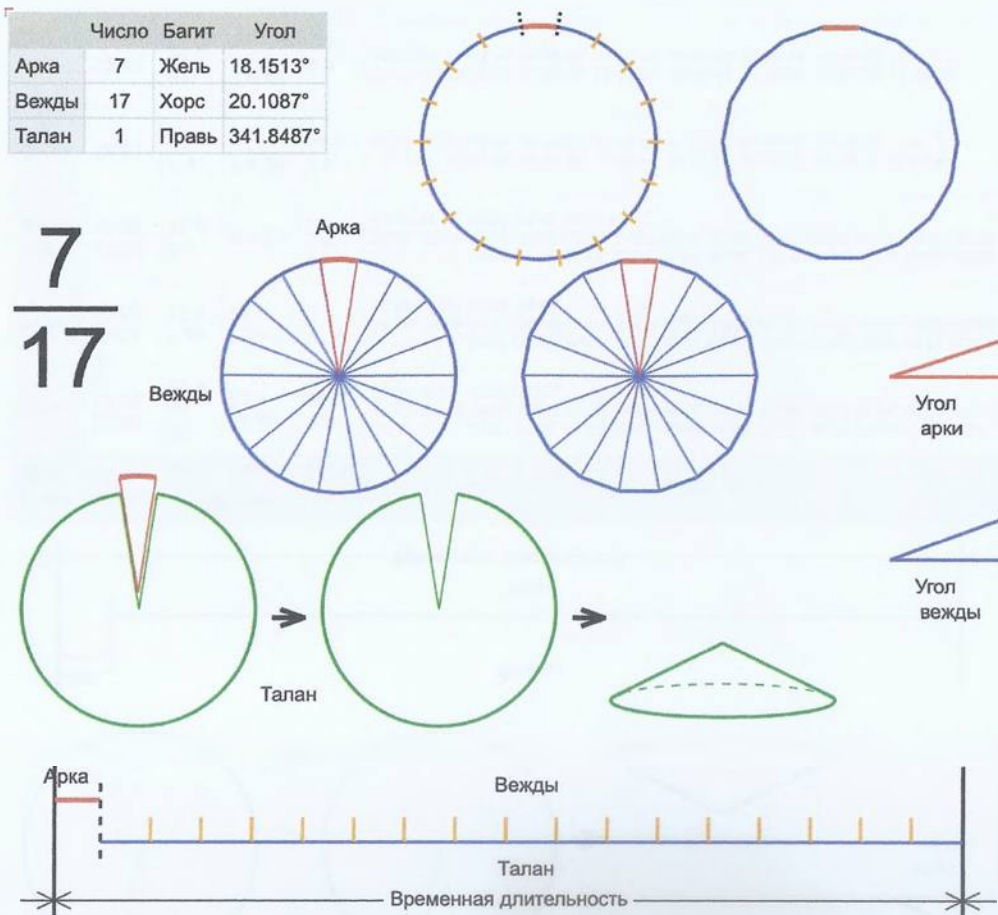 Число Багит Угол
Арка 7 Жель 18.1513°
Вежды 17 Хорс 20.1087°
Талан 1 Правь 341.8487°
7
17
Арка
Вежды
Угол
арки
Угол
вежды
Талан
Арка
Вежды
Талан
Временная длительность